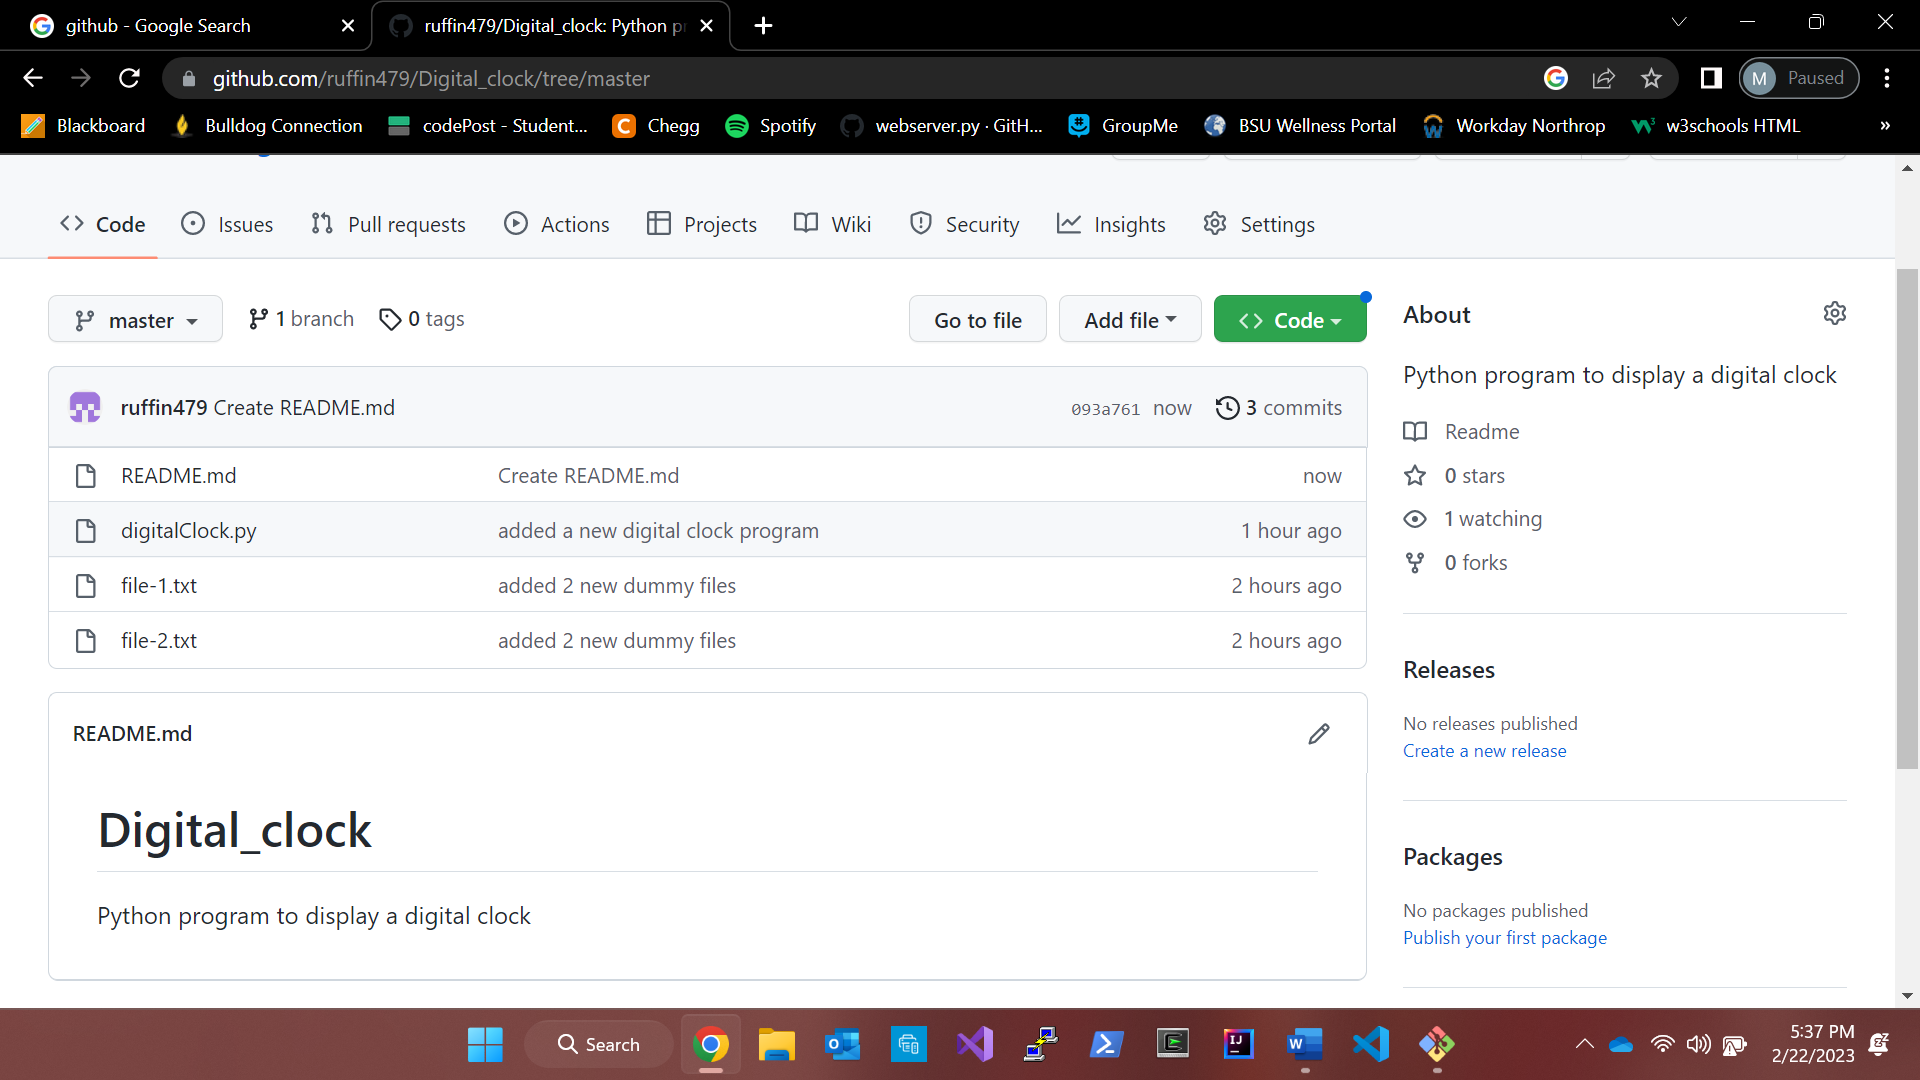 github - Google Search
ruffin479/Digital_clock: Python pr
github.com/ruffin479/Digital_clock/tree/master
M Paused
Blackboard Bulldog Connection codePost - Student... Chegg Spotify webserver.py · GitH... GroupMe BSU Wellness Portal Workday Northrop w3schools HTML »
Code Issues Pull requests Actions Projects Wiki Security Insights Settings
master 1 branch 0 tags Go to file Add file Code
ruffin479 Create README.md 093a761 now 3 commits
README.md Create README.md now
digitalClock.py added a new digital clock program 1 hour ago
file-1.txt added 2 new dummy files 2 hours ago
file-2.txt added 2 new dummy files 2 hours ago
README.md
Digital_clock
Python program to display a digital clock
About
Python program to display a digital clock
Readme
0 stars
1 watching
0 forks
Releases
No releases published
Create a new release
Packages
No packages published
Publish your first package
Search
5:37 PM
2/22/2023